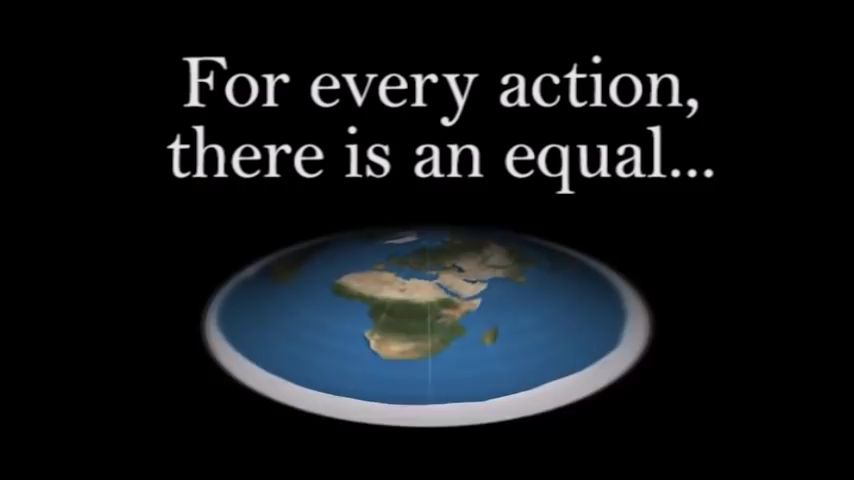 For every action,
there is an equal...